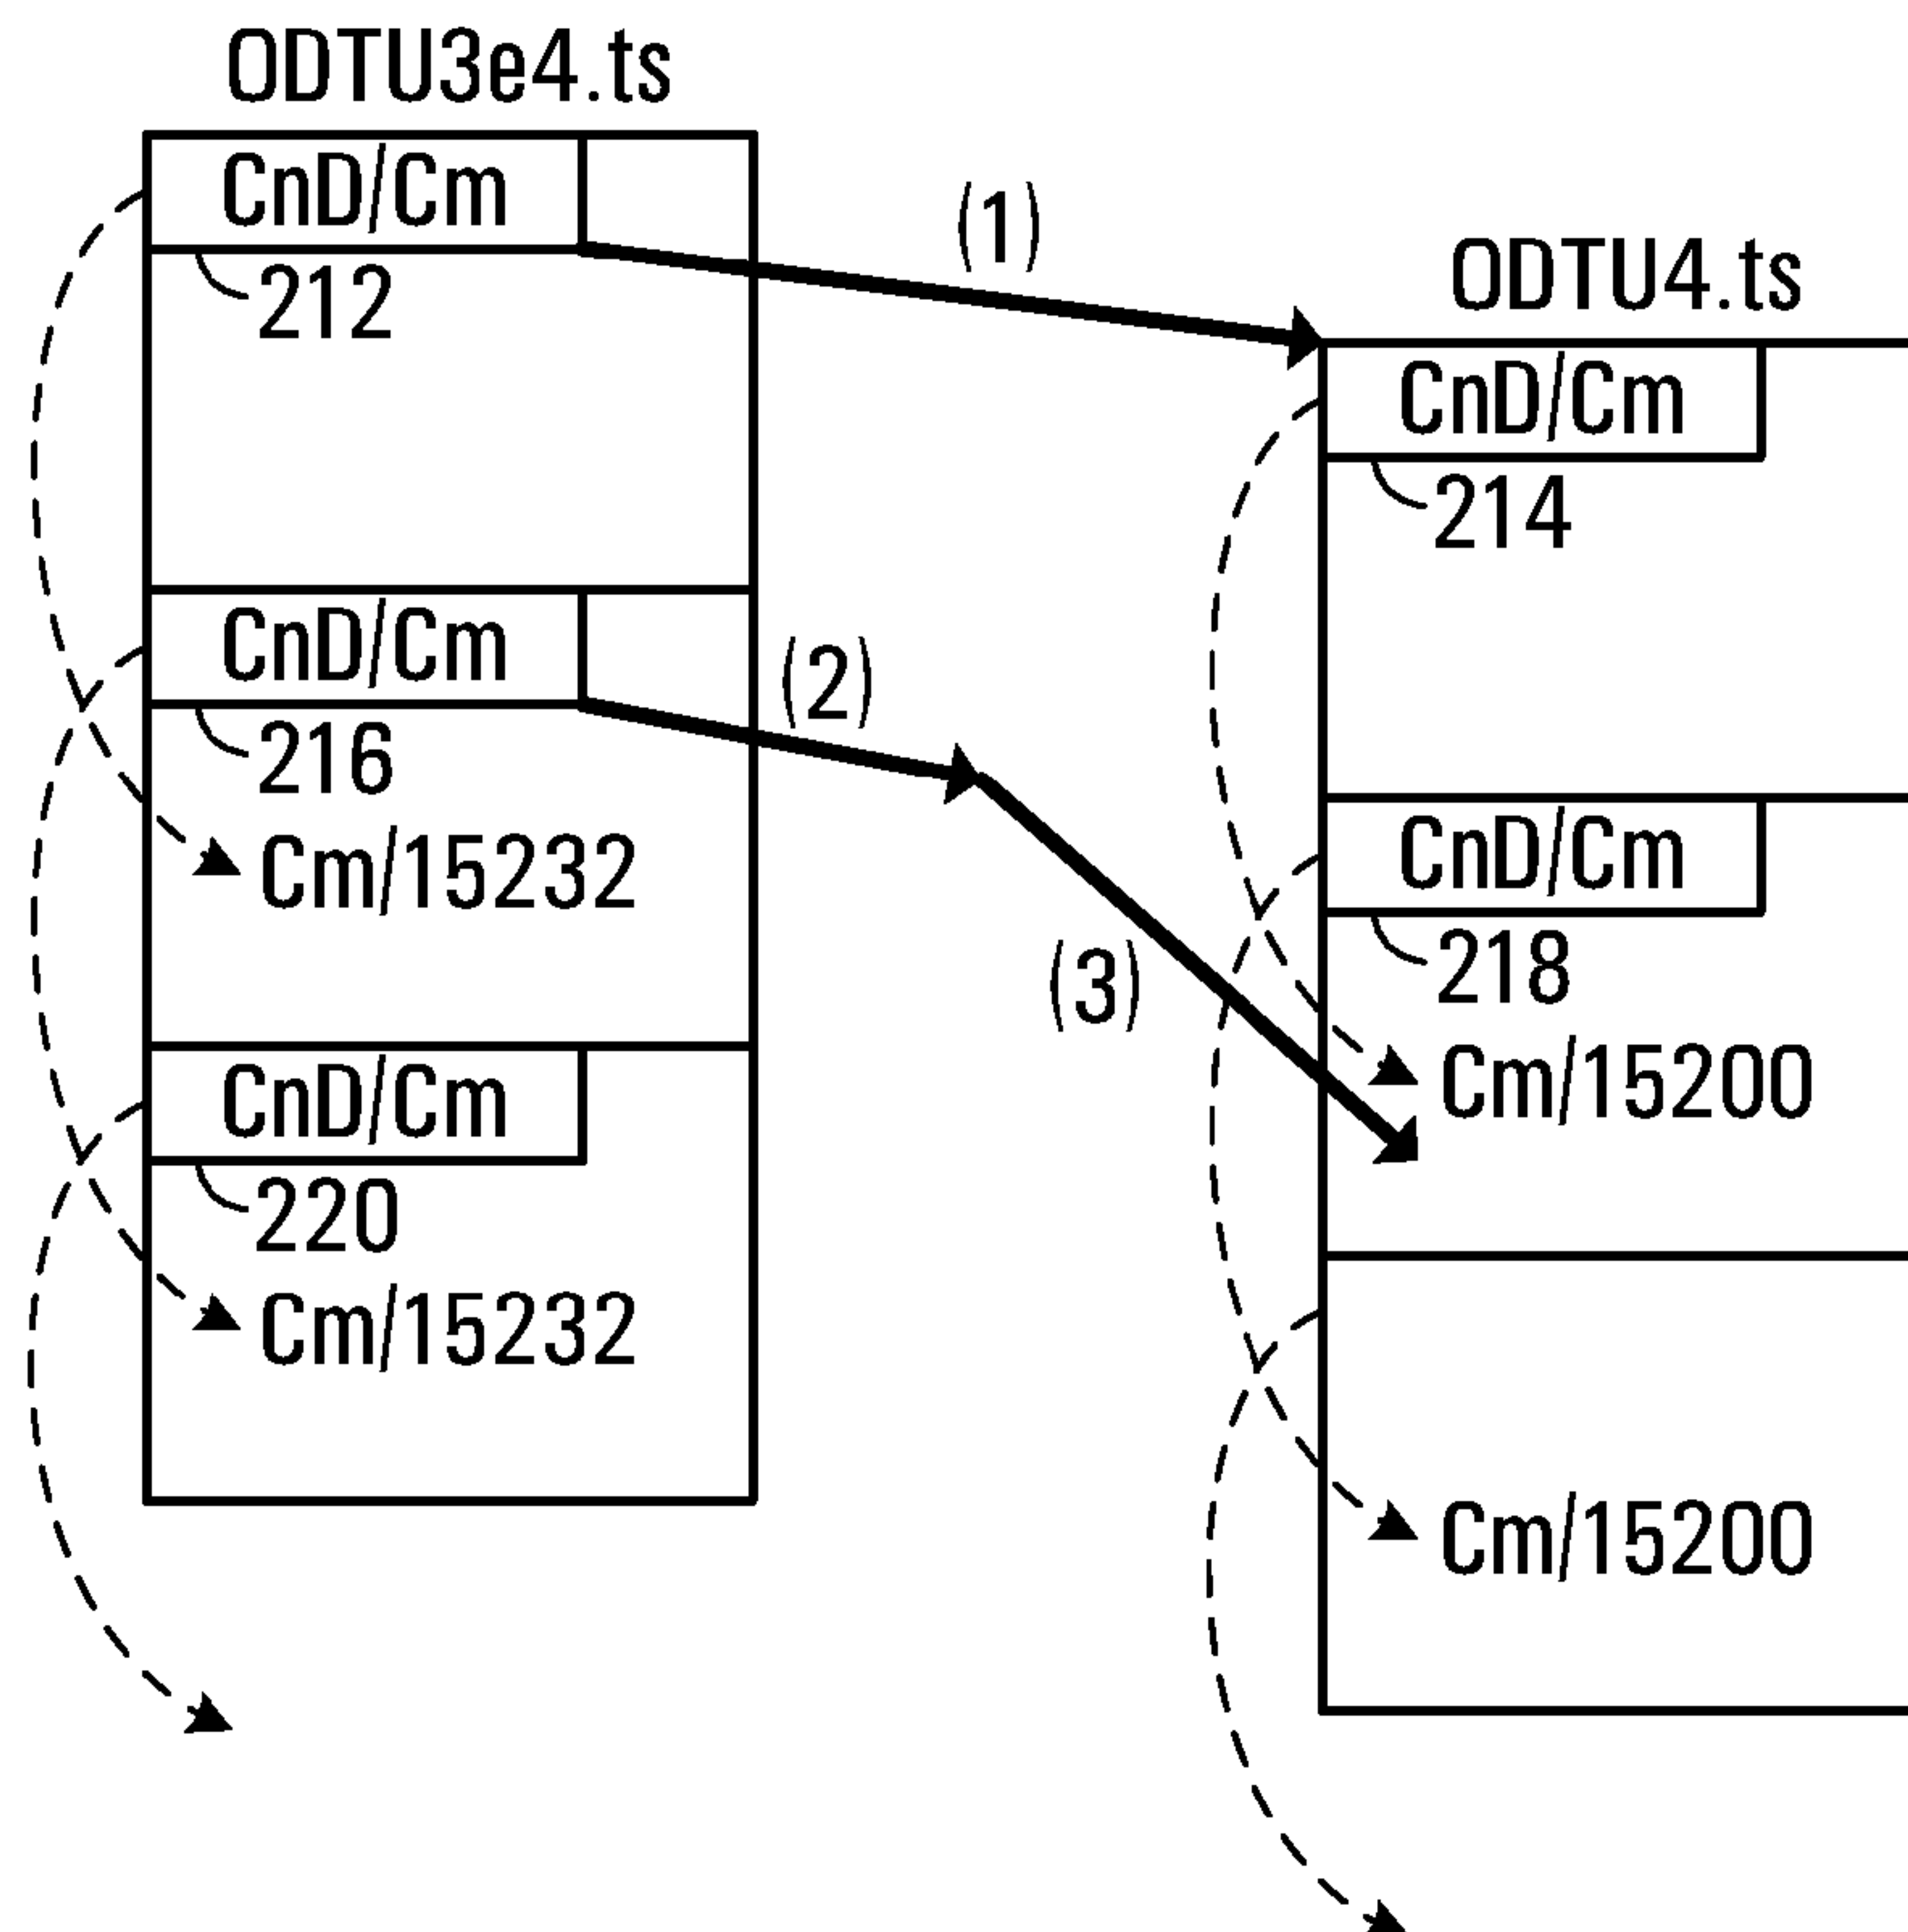 ODTU3e4.ts
CnD/Cm
212
CnD/Cm
216
Cm/15232
CnD/Cm
220
Cm/15232
(1)
(2)
(3)
ODTU4.ts
CnD/Cm
214
CnD/Cm
218
Cm/15200
Cm/15200